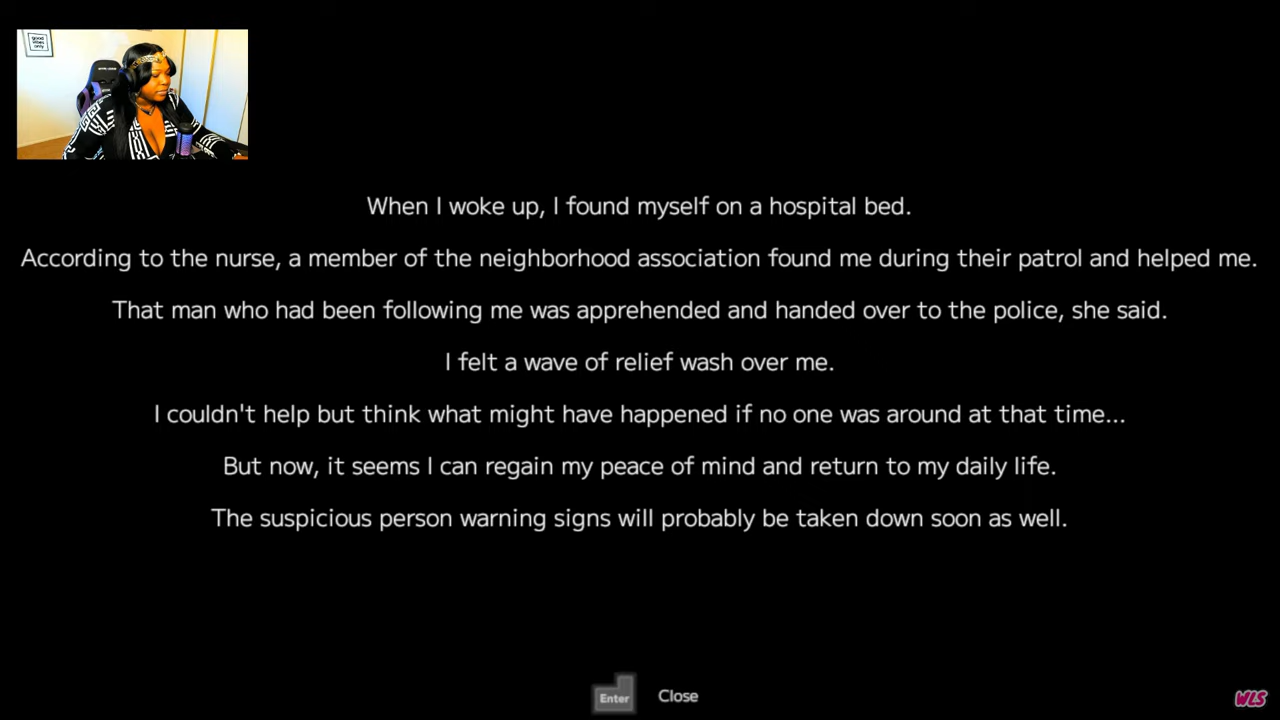 good
vibes
only
When I woke up, I found myself on a hospital bed.
According to the nurse, a member of the neighborhood association found me during their patrol and helped me.
That man who had been following me was apprehended and handed over to the police, she said.
I felt a wave of relief wash over me.
I couldn't help but think what might have happened if no one was around at that time...
But now, it seems I can regain my peace of mind and return to my daily life.
The suspicious person warning signs will probably be taken down soon as well.
Enter Close
WLS